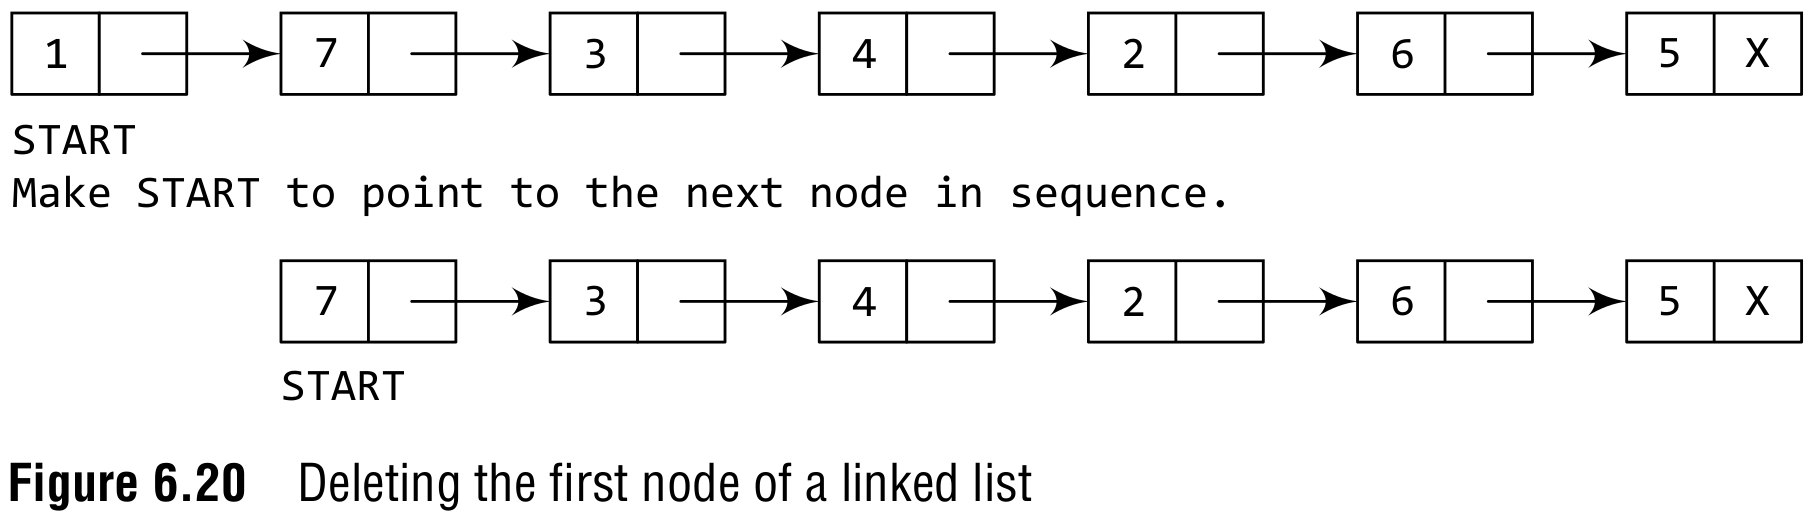 1 7 3 4 2 6 5 X
START
Make START to point to the next node in sequence.
7 3 4 2 6 5 X
START
Figure 6.20 Deleting the first node of a linked list